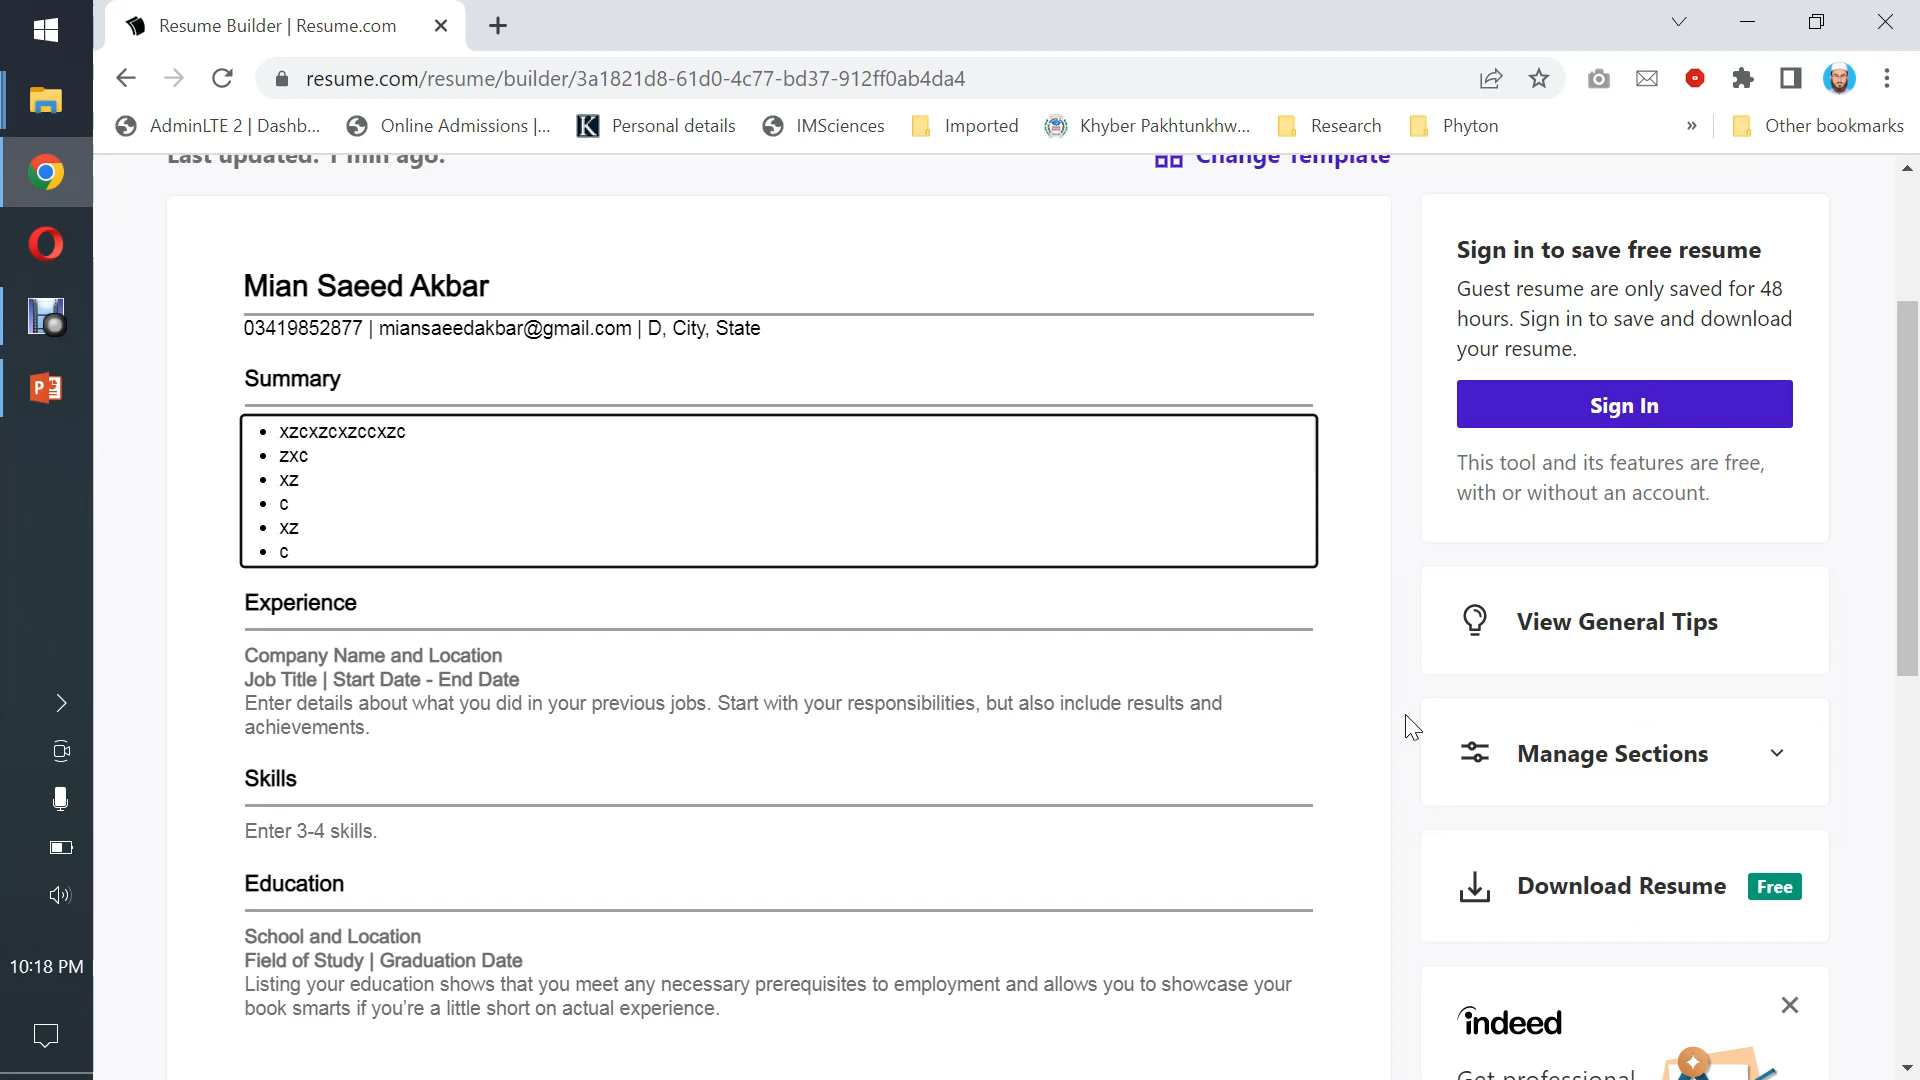 Resume Builder | Resume.com
resume.com/resume/builder/3a1821d8-61d0-4c77-bd37-912ff0ab4da4
AdminLTE 2 | Dashb... Online Admissions |... K Personal details IMSciences Imported Khyber Pakhtunkhw... Research Phyton » Other bookmarks
Last updated: 1 min ago.
Change Template
Mian Saeed Akbar
03419852877 | miansaeedakbar@gmail.com | D, City, State
Summary
• xzcxzcxzccxzc
• zxc
• xz
• c
• xz
• c
Experience
Company Name and Location
Job Title | Start Date - End Date
Enter details about what you did in your previous jobs. Start with your responsibilities, but also include results and
achievements.
Skills
Enter 3-4 skills.
Education
School and Location
Field of Study | Graduation Date
Listing your education shows that you meet any necessary prerequisites to employment and allows you to showcase your
book smarts if you're a little short on actual experience.
Sign in to save free resume
Guest resume are only saved for 48
hours. Sign in to save and download
your resume.
Sign In
This tool and its features are free,
with or without an account.
View General Tips
Manage Sections
Download Resume Free
indeed
Get professional
10:18 PM